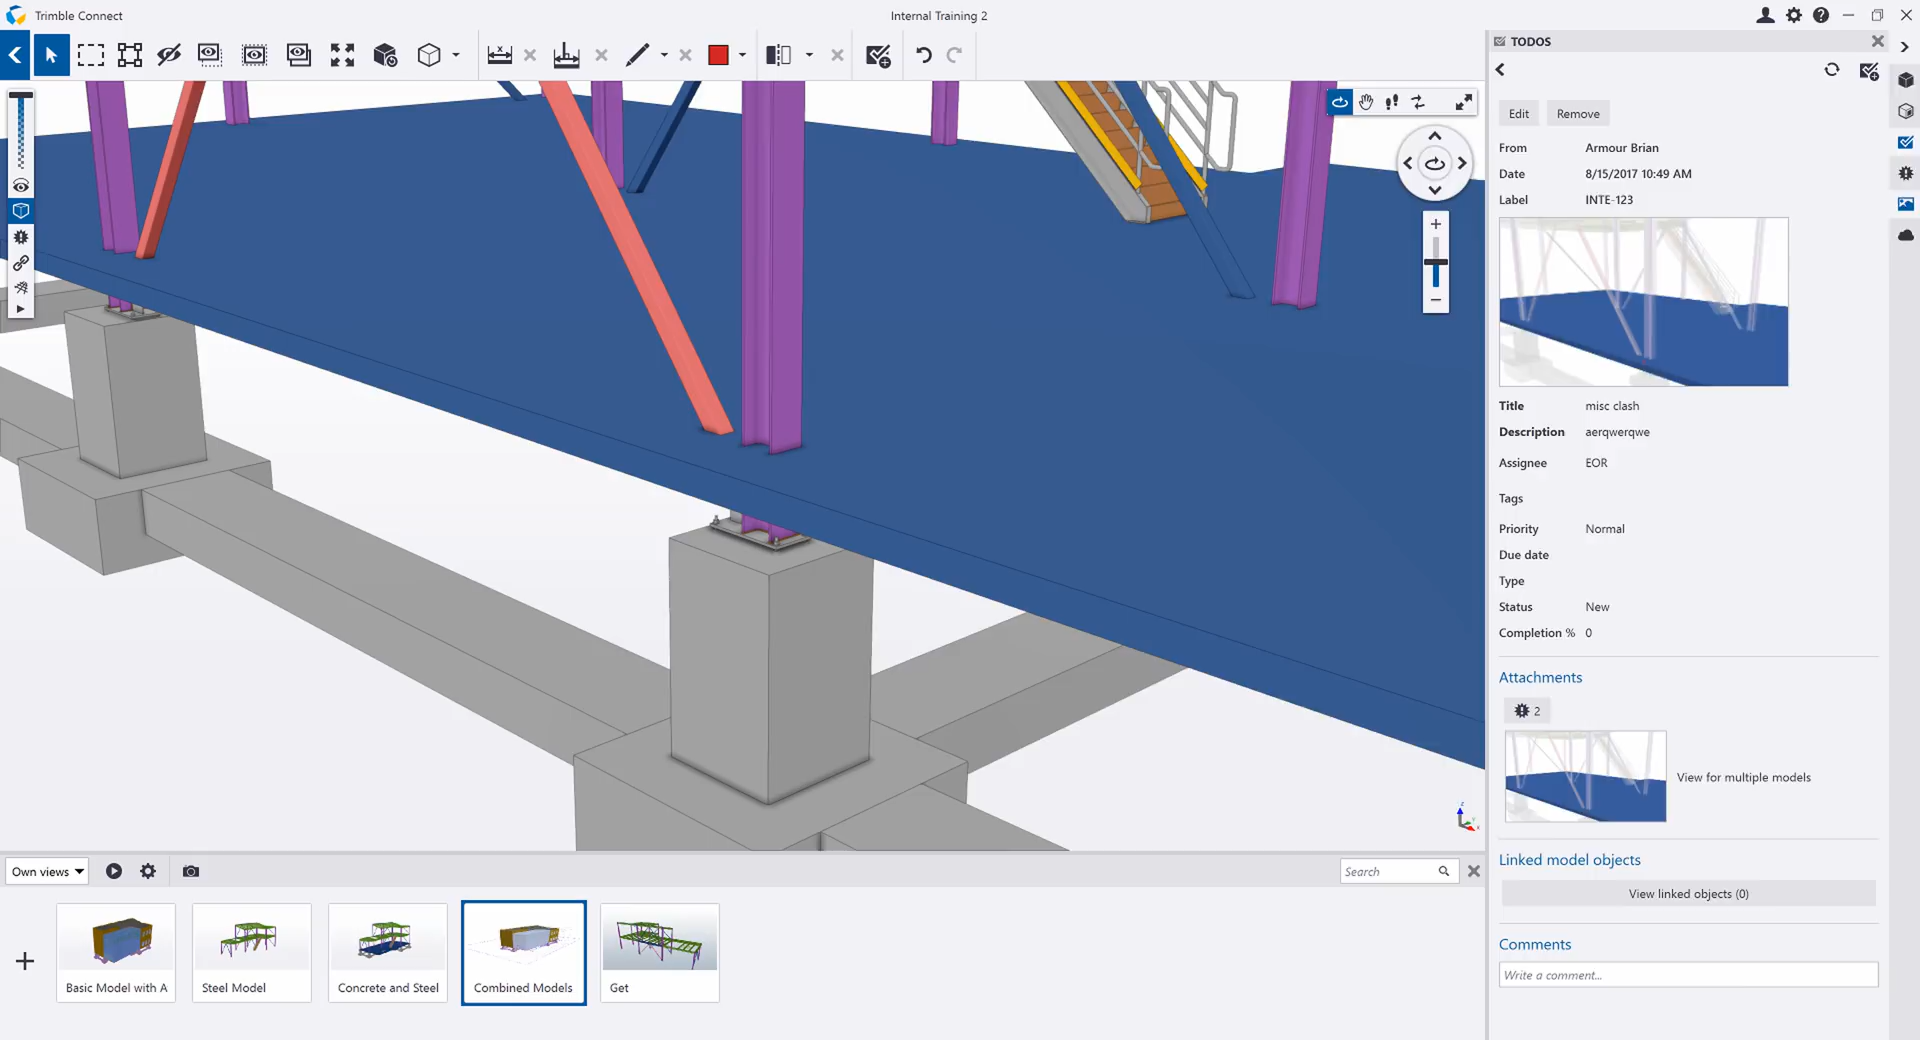 Trimble Connect
Internal Training 2
TODOS
Edit Remove
From Armour Brian
Date 8/15/2017 10:49 AM
Label INTE-123
Title misc clash
Description aerqwerqwe
Assignee EOR
Tags
Priority Normal
Due date
Type
Status New
Completion % 0
Attachments
2
View for multiple models
Linked model objects
View linked objects (0)
Comments
Write a comment...
Own views
Search
Basic Model with A
Steel Model
Concrete and Steel
Combined Models
Get